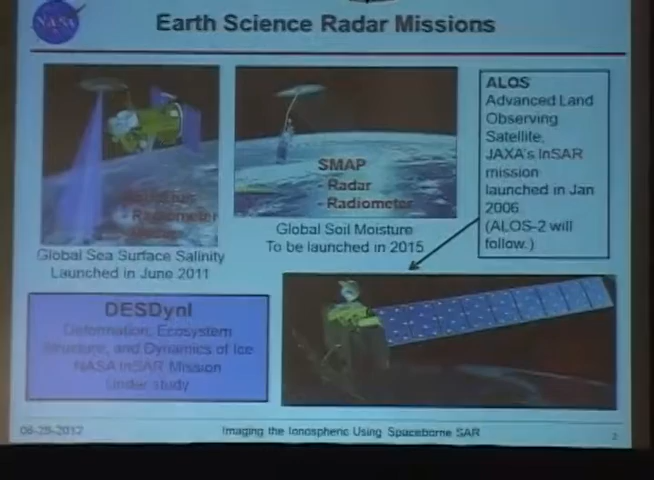 NASA
Earth Science Radar Missions
- Radiometer
Global Sea Surface Salinity
Launched in June 2011
SMAP
- Radar
- Radiometer
Global Soil Moisture
To be launched in 2015
ALOS
Advanced Land
Observing
Satellite,
JAXA's InSAR
mission
launched in Jan
2006.
(ALOS-2 will
follow.)
DESDynI
Deformation, Ecosystem
Structure, and Dynamics of Ice
NASA InSAR Mission
Under study
08-28-2012
Imaging the Ionospheric Using Spaceborne SAR
2